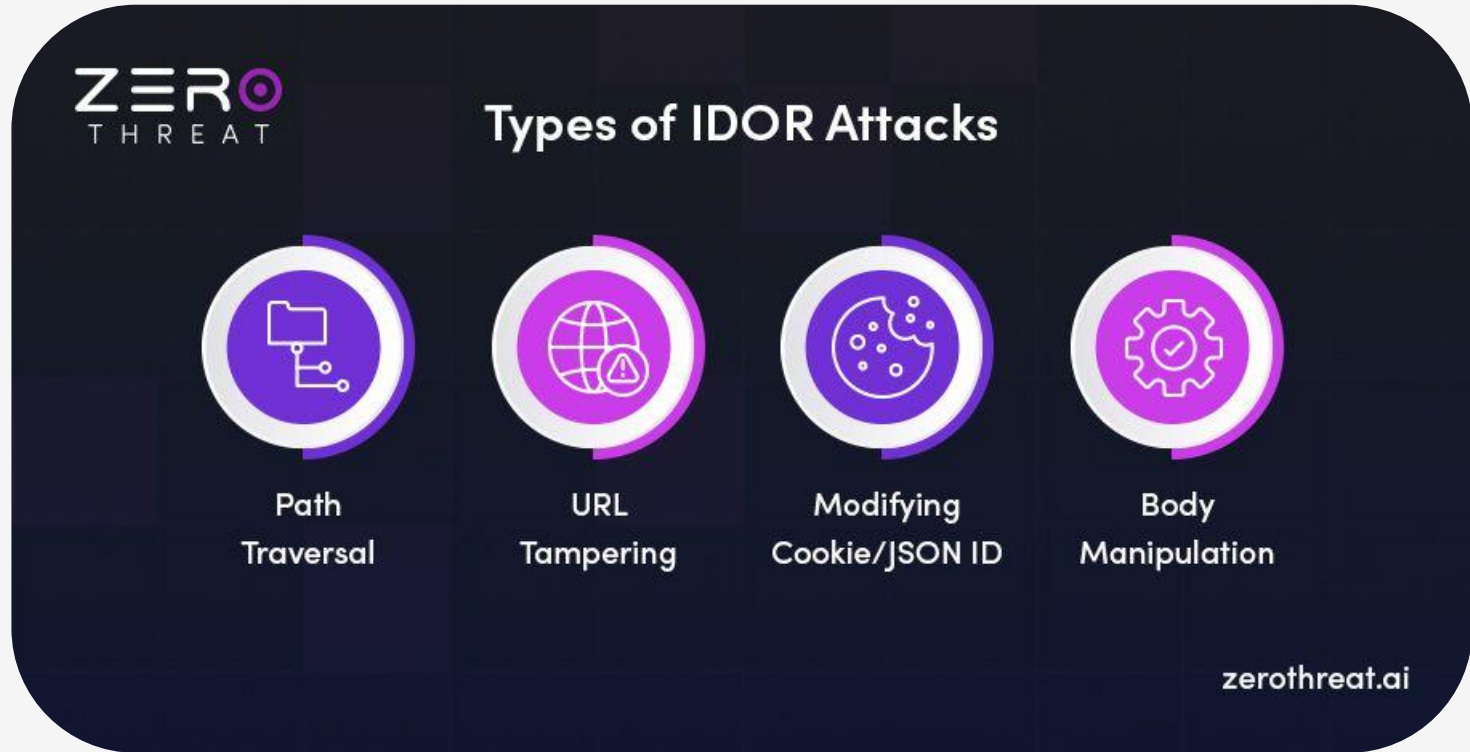 ZERO
THREAT
Types of IDOR Attacks
Path
Traversal
URL
Tampering
Modifying
Cookie/JSON ID
Body
Manipulation
zerothreat.ai